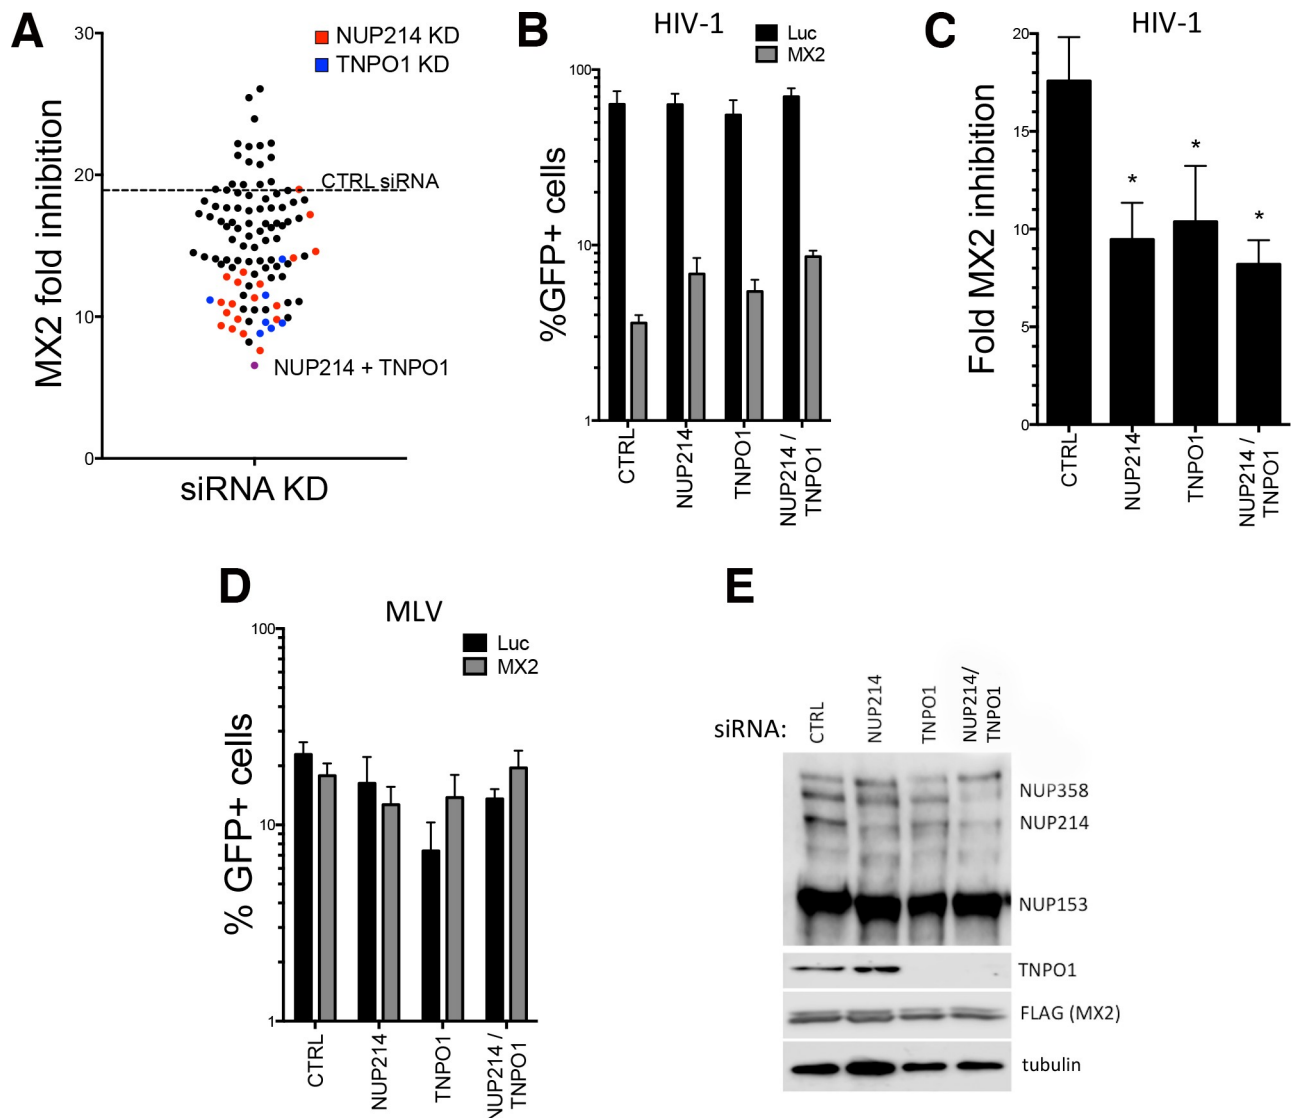 A
30
20
10
0
MX2 fold inhibition
NUP214 KD
TNPO1 KD
CTRL siRNA
NUP214 + TNPO1
siRNA KD
B
HIV-1
Luc
MX2
100
10
1
%GFP+ cells
CTRL
NUP214
TNPO1
NUP214 /
TNPO1
C
HIV-1
20
15
10
5
0
Fold MX2 inhibition
*
*
*
CTRL
NUP214
TNPO1
NUP214 /
TNPO1
D
MLV
Luc
MX2
100
10
1
% GFP+ cells
CTRL
NUP214
TNPO1
NUP214 /
TNPO1
E
siRNA:
CTRL
NUP214
TNPO1
NUP214/
TNPO1
NUP358
NUP214
NUP153
TNPO1
FLAG (MX2)
tubulin